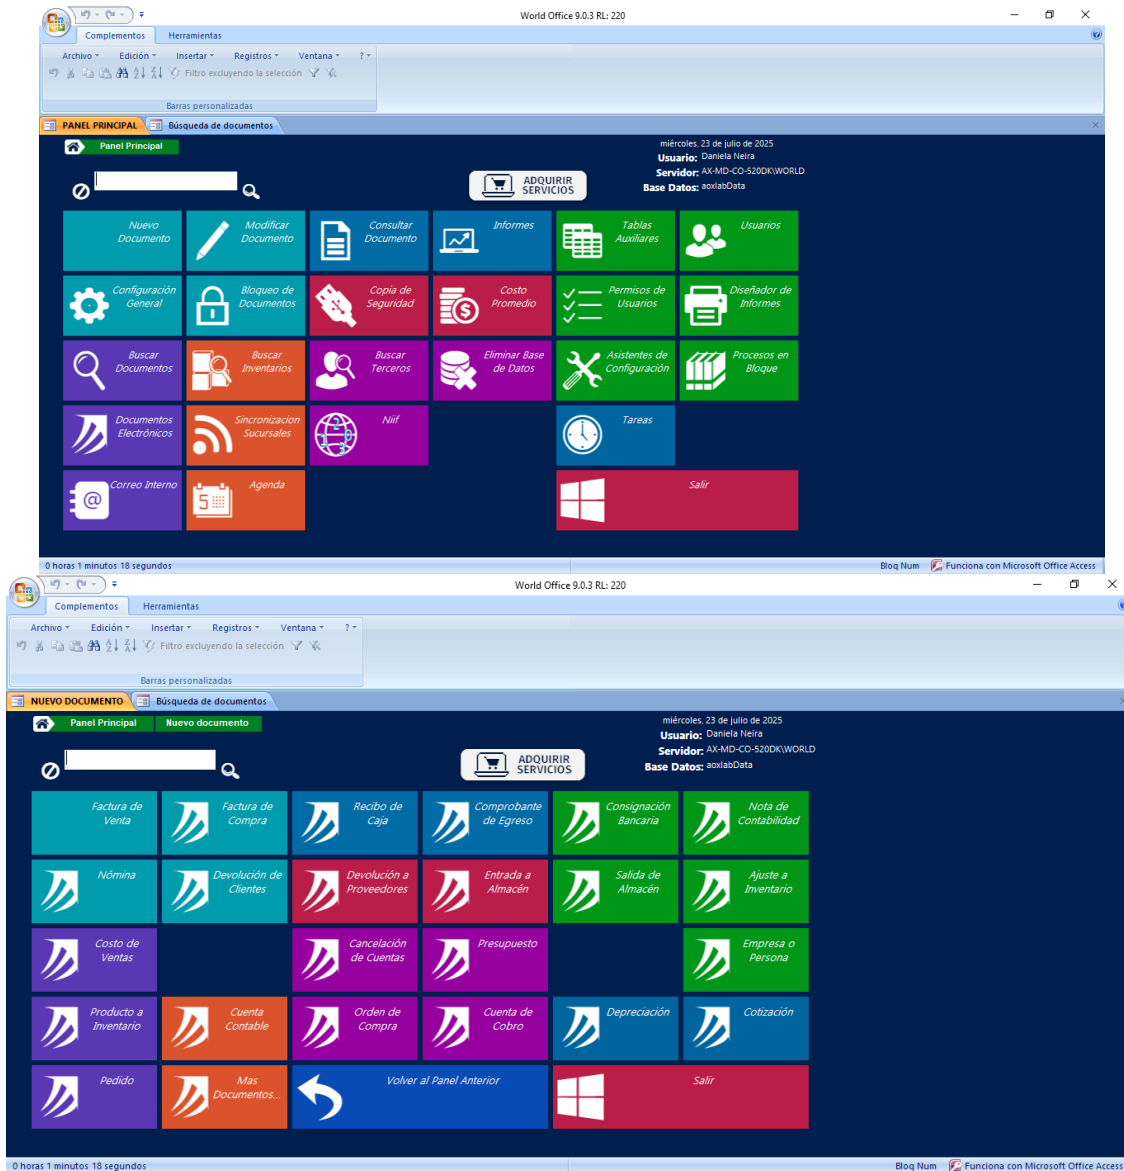 World Office 9.0.3 RL: 220
Complementos Herramientas
Archivo Edición Insertar Registros Ventana ?
Filtro excluyendo la selección
Barras personalizadas
PANEL PRINCIPAL Búsqueda de documentos
Panel Principal
miércoles, 23 de julio de 2025
Usuario: Daniela Neira
Servidor: AX-MD-CO-520DK\WORLD
Base Datos: aoxlabData
ADQUIRIR
SERVICIOS
Nuevo
Documento
Modificar
Documento
Consultar
Documento
Informes
Tablas
Auxiliares
Usuarios
Configuración
General
Bloqueo de
Documentos
Copia de
Seguridad
Costo
Promedio
Permisos de
Usuarios
Diseñador de
Informes
Buscar
Documentos
Buscar
Inventarios
Buscar
Terceros
Eliminar Base
de Datos
Asistentes de
Configuración
Procesos en
Bloque
Documentos
Electrónicos
Sincronizacion
Sucursales
Niif
Tareas
Correo Interno
5
Agenda
Salir
0 horas 1 minutos 18 segundos
Bloq Num Funciona con Microsoft Office Access
World Office 9.0.3 RL: 220
Complementos Herramientas
Archivo Edición Insertar Registros Ventana ?
Filtro excluyendo la selección
Barras personalizadas
NUEVO DOCUMENTO Búsqueda de documentos
Panel Principal Nuevo documento
miércoles, 23 de julio de 2025
Usuario: Daniela Neira
Servidor: AX-MD-CO-520DK\WORLD
Base Datos: aoxlabData
ADQUIRIR
SERVICIOS
Factura de
Venta
Factura de
Compra
Recibo de
Caja
Comprobante
de Egreso
Consignación
Bancaria
Nota de
Contabilidad
Nómina
Devolución de
Clientes
Devolución a
Proveedores
Entrada a
Almacén
Salida de
Almacén
Ajuste a
Inventario
Costo de
Ventas
Cancelación
de Cuentas
Presupuesto
Empresa o
Persona
Producto a
Inventario
Cuenta
Contable
Orden de
Compra
Cuenta de
Cobro
Depreciación
Cotización
Pedido
Mas
Documentos...
Volver al Panel Anterior
Salir
0 horas 1 minutos 18 segundos
Bloq Num Funciona con Microsoft Office Access